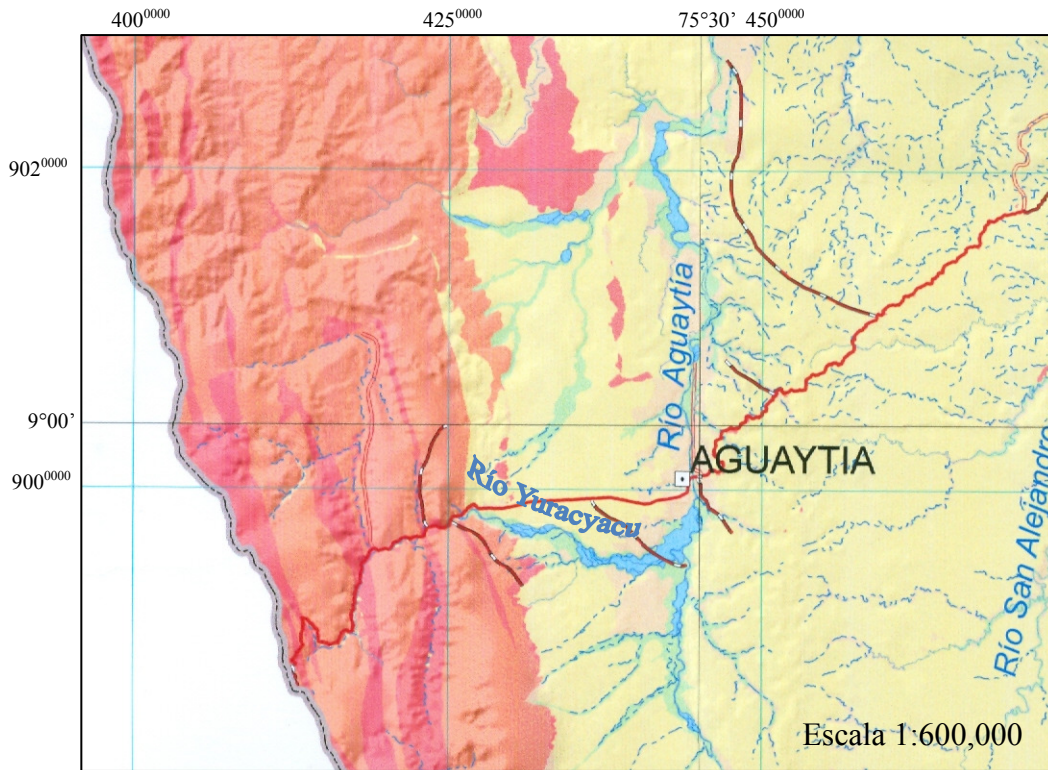 400⁰⁰⁰⁰ 425⁰⁰⁰⁰ 75°30' 450⁰⁰⁰⁰
902⁰⁰⁰⁰
Río Aguaytia
9°00'
AGUAYTIA
900⁰⁰⁰⁰
Río Yuracyacu
Río San Alejandro
Escala 1:600,000